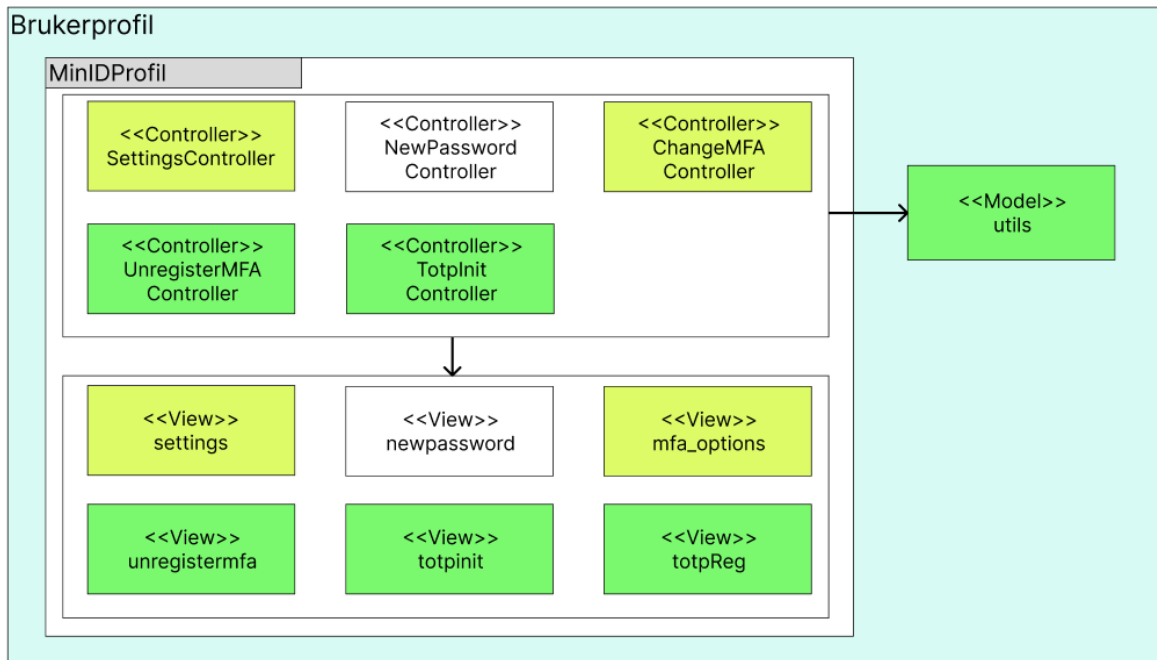 Brukerprofil
MinIDProfil
<<Controller>>
SettingsController
<<Controller>>
NewPassword
Controller
<<Controller>>
ChangeMFA
Controller
<<Controller>>
UnregisterMFA
Controller
<<Controller>>
TotpInit
Controller
<<Model>>
utils
<<View>>
settings
<<View>>
newpassword
<<View>>
mfa_options
<<View>>
unregistermfa
<<View>>
totpinit
<<View>>
totpReg